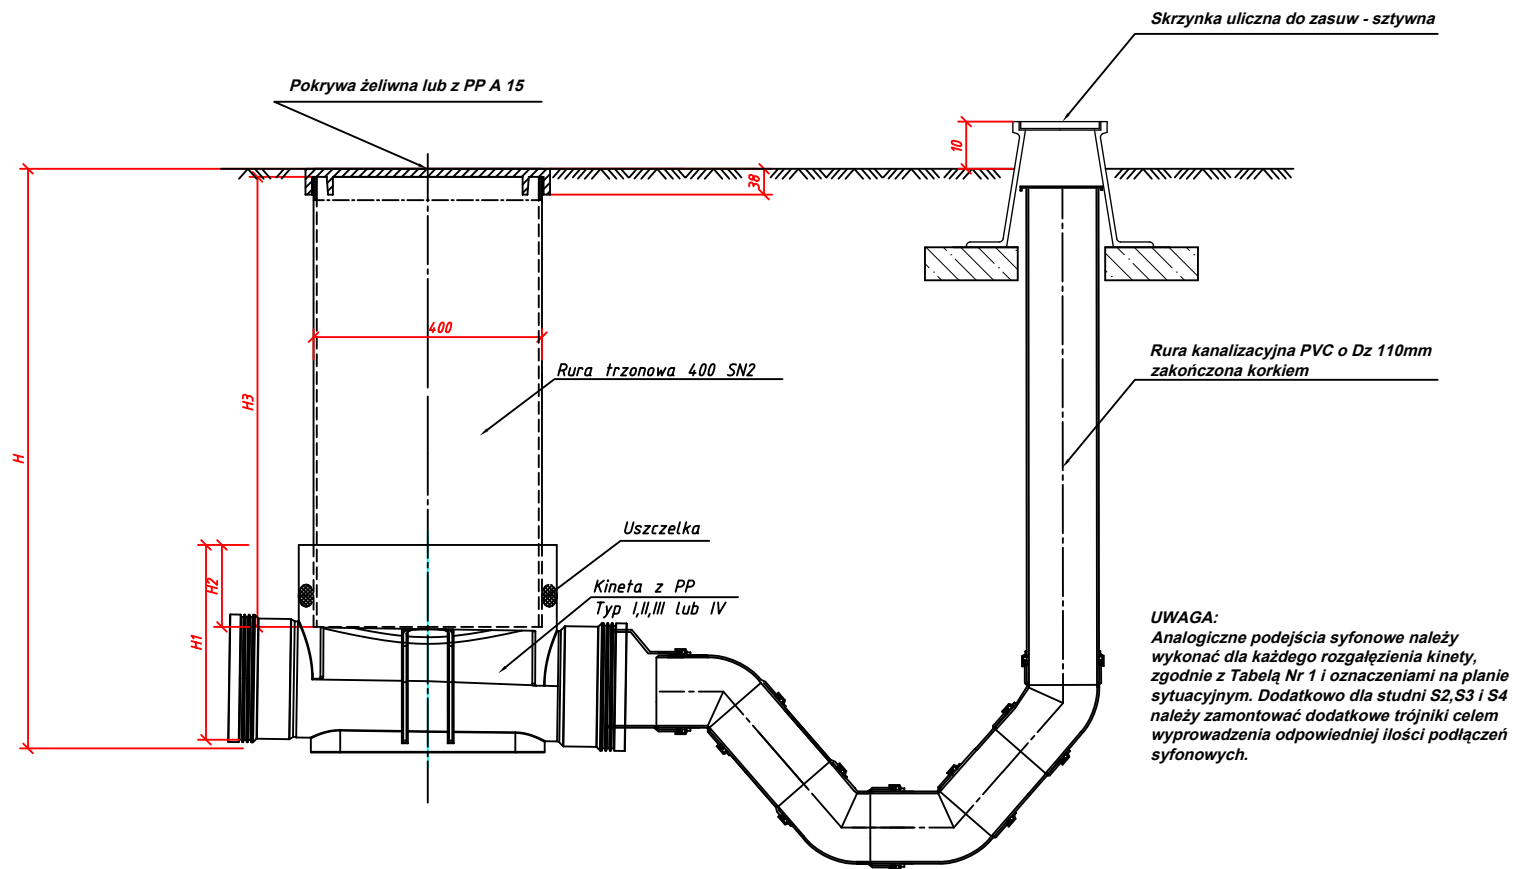 Skrzynka uliczna do zasuw - sztywna
Pokrywa żeliwna lub z PP A 15
10
38
400
Rura trzonowa 400 SN2
Rura kanalizacyjna PVC o Dz 110mm
zakończona korkiem
H3
H
Uszczelka
H2
H1
Kineta z PP
Typ I,II,III lub IV
UWAGA:
Analogiczne podejścia syfonowe należy
wykonać dla każdego rozgałęzienia kinety,
zgodnie z Tabelą Nr 1 i oznaczeniami na planie
sytuacyjnym. Dodatkowo dla studni S2,S3 i S4
należy zamontować dodatkowe trójniki celem
wyprowadzenia odpowiedniej ilości podłączeń
syfonowych.